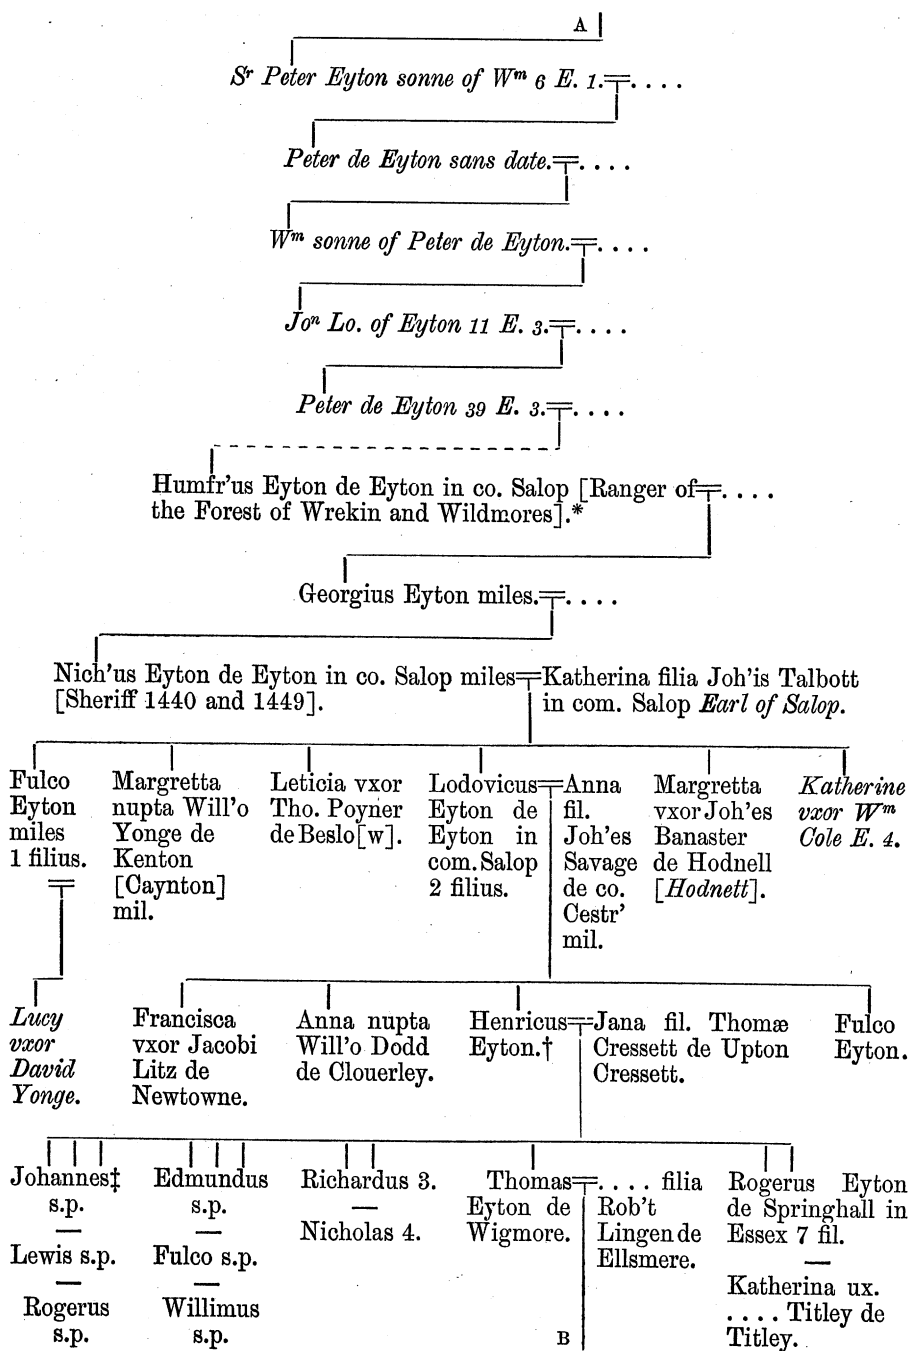 A
Sr Peter Eyton sonne of Wm 6 E. 1.╤. . . .
Peter de Eyton sans date.╤. . . .
Wm sonne of Peter de Eyton.╤. . . .
Jon Lo. of Eyton 11 E. 3.╤. . . .
Peter de Eyton 39 E. 3.╤. . . .
Humfr'us Eyton de Eyton in co. Salop [Ranger of╤. . . .
the Forest of Wrekin and Wildmores].*
Georgius Eyton miles.╤. . . .
Nich'us Eyton de Eyton in co. Salop miles╤Katherina filia Joh'is Talbott
[Sheriff 1440 and 1449].
in com. Salop Earl of Salop.
Fulco
Eyton
miles
1 filius.
Margretta
nupta Will'o
Yonge de
Kenton
[Caynton]
mil.
Leticia vxor
Tho. Poyner
de Beslo[w].
Lodovicus
Eyton de
Eyton in
com. Salop
2 filius.
Anna
fil.
Joh'es
Savage
de co.
Cestr'
mil.
Margretta
vxor Joh'es
Banaster
de Hodnell
[Hodnett].
Katherine
vxor Wm
Cole E. 4.
Lucy
vxor
David
Yonge.
Francisca
vxor Jacobi
Litz de
Newtowne.
Anna nupta
Will'o Dodd
de Clouerley.
Henricus
Eyton.†
Jana fil. Thomæ
Cressett de Upton
Cressett.
Fulco
Eyton.
Johannes‡
s.p.
—
Lewis s.p.
—
Rogerus
s.p.
Edmundus
s.p.
—
Fulco s.p.
—
Willimus
s.p.
Richardus 3.
—
Nicholas 4.
Thomas
Eyton de
Wigmore.
. . . . filia
Rob't
Lingen de
Ellsmere.
Rogerus Eyton
de Springhall in
Essex 7 fil.
—
Katherina ux.
. . . . Titley de
Titley.
B